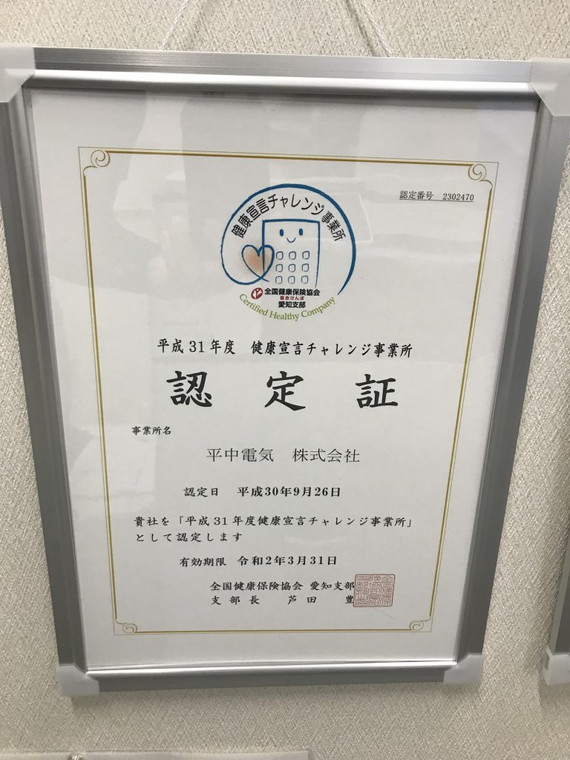 認定番号 2302470
健康宣言チャレンジ事業所
全国健康保険協会
協会けんぽ
愛知支部
Certified Healthy Company
平成31年度 健康宣言チャレンジ事業所
認定証
事業所名
平中電気 株式会社
認定日 平成30年9月26日
貴社を「平成31年度健康宣言チャレンジ事業所」
として認定します
有効期限 令和2年3月31日
全国健康保険協会 愛知支部
支部長 芦田 豊